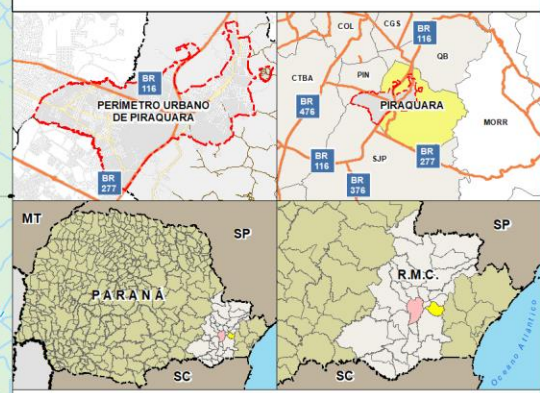 BR
116
PERÍMETRO URBANO
DE PIRAQUARA
BR
277
COL
CGS
BR
116
QB
CTBA
PIN
BR
476
PIRAQUARA
MORR
BR
116
SJP
BR
277
BR
376
MT
SP
PARANÁ
SC
SP
R.M.C.
SC
Oceano Atlântico